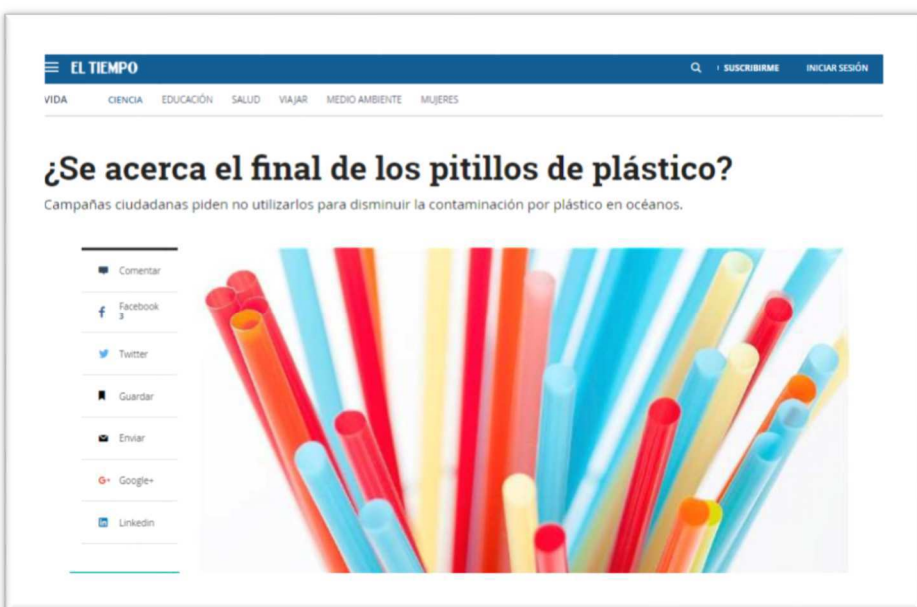 EL TIEMPO
SUSCRIBIRME INICIAR SESIÓN
VIDA CIENCIA EDUCACIÓN SALUD VIAJAR MEDIO AMBIENTE MUJERES
¿Se acerca el final de los pitillos de plástico?
Campañas ciudadanas piden no utilizarlos para disminuir la contaminación por plástico en océanos.
Comentar
Facebook
3
Twitter
Guardar
Enviar
G+ Google+
Linkedin